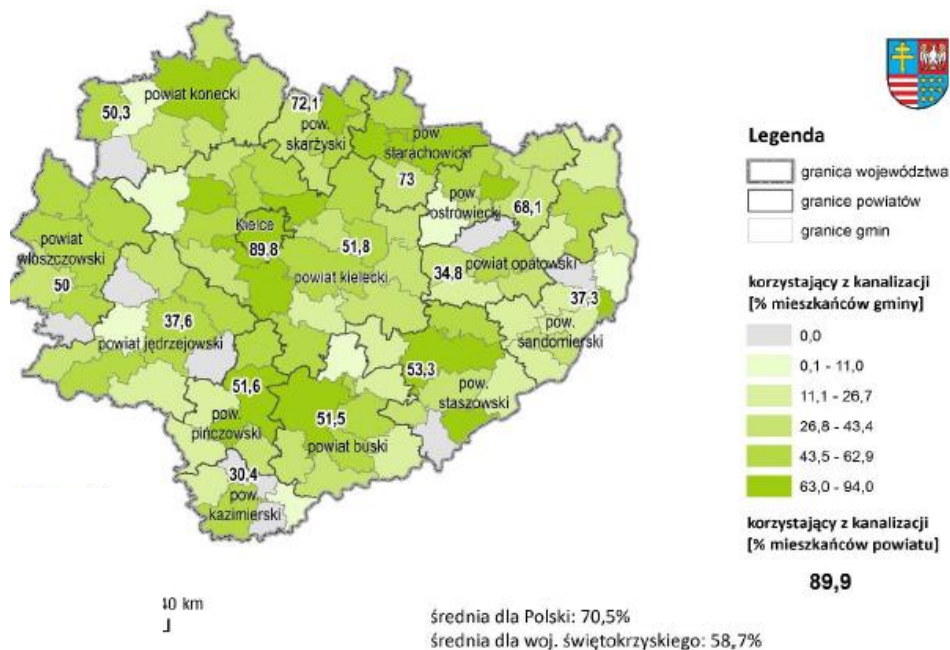 powiat konecki
50,3
72,1
pow.
skarżyski
pow
starachowicki
73
pow.
ostrowiecki
68,1
Kielce
89,8
51,8
powiat kielecki
powiat
włoszczowski
50
34,8
powiat opatowski
37,3
pow.
sandomierski
37,6
powiat jędrzejowski
53,3
pow.
staszowski
51,6
pow.
pińczowski
51,5
powiat buski
30,4
pow.
kazimierski
Legenda
granica województwa
granice powiatów
granice gmin
korzystający z kanalizacji
[% mieszkańców gminy]
0,0
0,1 - 11,0
11,1 - 26,7
26,8 - 43,4
43,5 - 62,9
63,0 - 94,0
korzystający z kanalizacji
[% mieszkańców powiatu]
89,9
40 km
średnia dla Polski: 70,5%
średnia dla woj. świętokrzyskiego: 58,7%